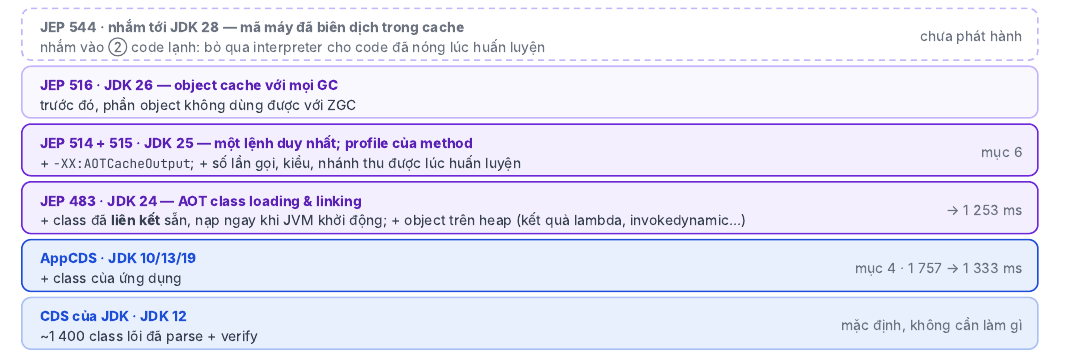 JEP 544 · nhắm tới JDK 28 — mã máy đã biên dịch trong cache
nhắm vào ② code lạnh: bỏ qua interpreter cho code đã nóng lúc huấn luyện
chưa phát hành
JEP 516 · JDK 26 — object cache với mọi GC
trước đó, phần object không dùng được với ZGC
JEP 514 + 515 · JDK 25 — một lệnh duy nhất; profile của method
+ -XX:AOTCacheOutput; + số lần gọi, kiểu, nhánh thu được lúc huấn luyện
mục 6
JEP 483 · JDK 24 — AOT class loading & linking
+ class đã liên kết sẵn, nạp ngay khi JVM khởi động; + object trên heap (kết quả lambda, invokedynamic…)
→ 1 253 ms
AppCDS · JDK 10/13/19
+ class của ứng dụng
mục 4 · 1 757 → 1 333 ms
CDS của JDK · JDK 12
~1 400 class lõi đã parse + verify
mặc định, không cần làm gì